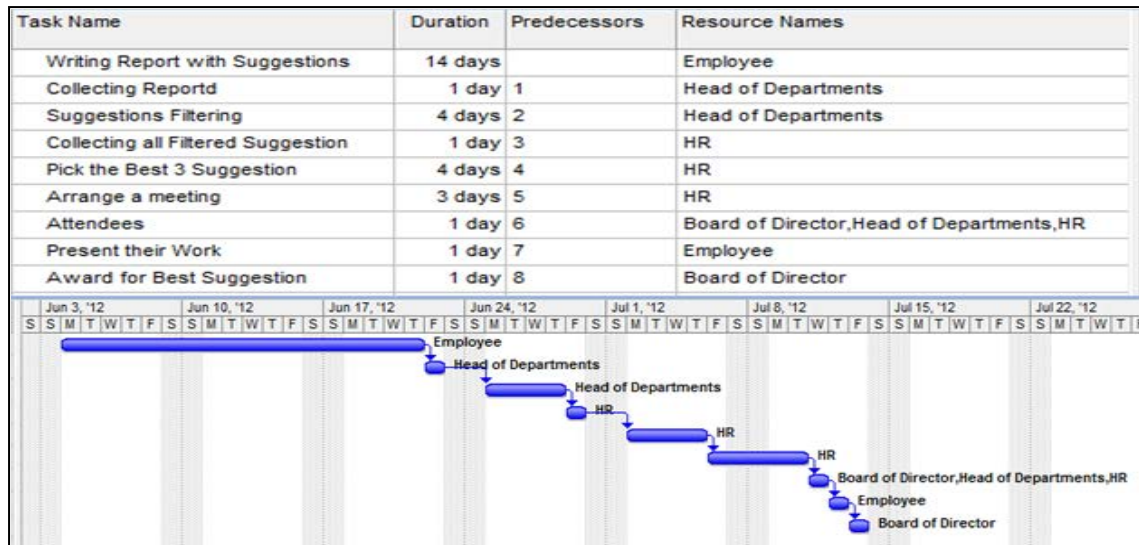 Task Name Duration Predecessors Resource Names
Writing Report with Suggestions 14 days Employee
Collecting Reportd 1 day 1 Head of Departments
Suggestions Filtering 4 days 2 Head of Departments
Collecting all Filtered Suggestion 1 day 3 HR
Pick the Best 3 Suggestion 4 days 4 HR
Arrange a meeting 3 days 5 HR
Attendees 1 day 6 Board of Director,Head of Departments,HR
Present their Work 1 day 7 Employee
Award for Best Suggestion 1 day 8 Board of Director
Jun 3, '12 Jun 10, '12 Jun 17, '12 Jun 24, '12 Jul 1, '12 Jul 8, '12 Jul 15, '12 Jul 22, '12
S S M T W T F S S M T W T F S S M T W T F S S M T W T F S S M T W T F S S M T W T F S S M T W T F S S M T W T
Employee
Head of Departments
Head of Departments
HR
HR
HR
Board of Director,Head of Departments,HR
Employee
Board of Director